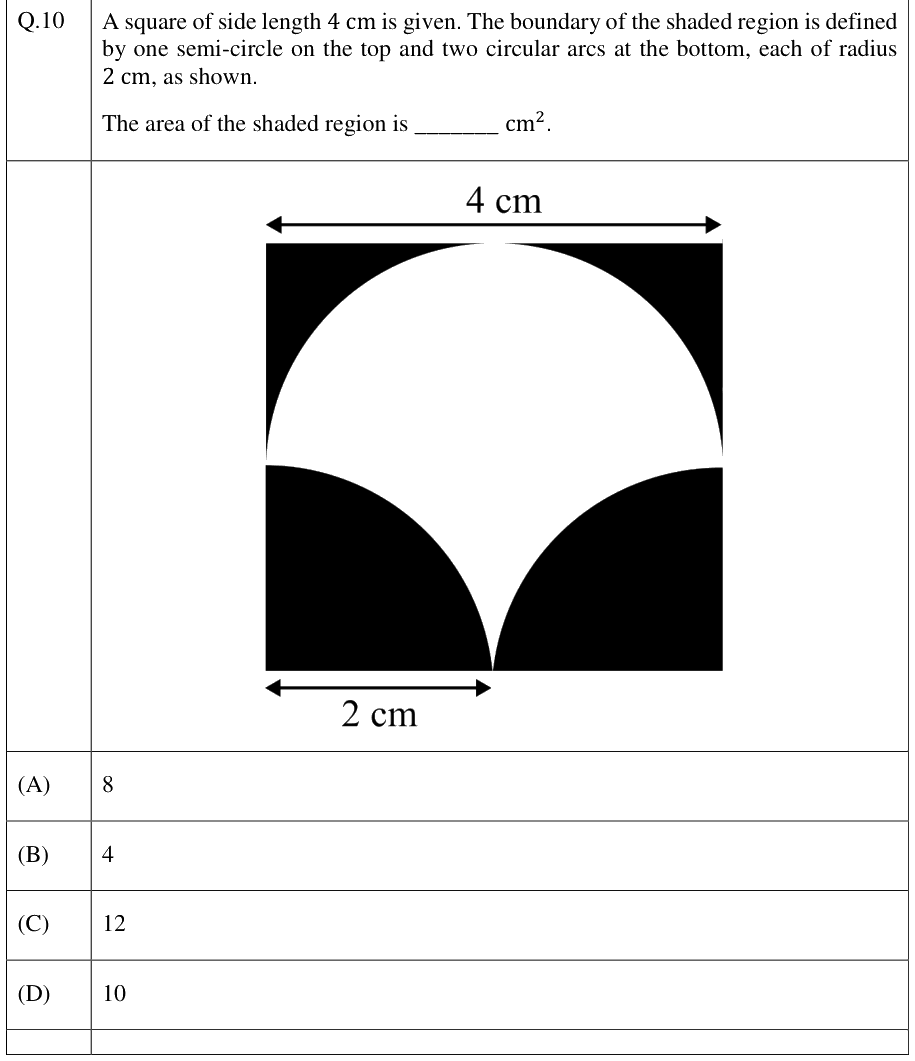 Q.10
A square of side length 4 cm is given. The boundary of the shaded region is defined
by one semi-circle on the top and two circular arcs at the bottom, each of radius
2 cm, as shown.
The area of the shaded region is _______ cm².
4 cm
2 cm
(A) 8
(B) 4
(C) 12
(D) 10